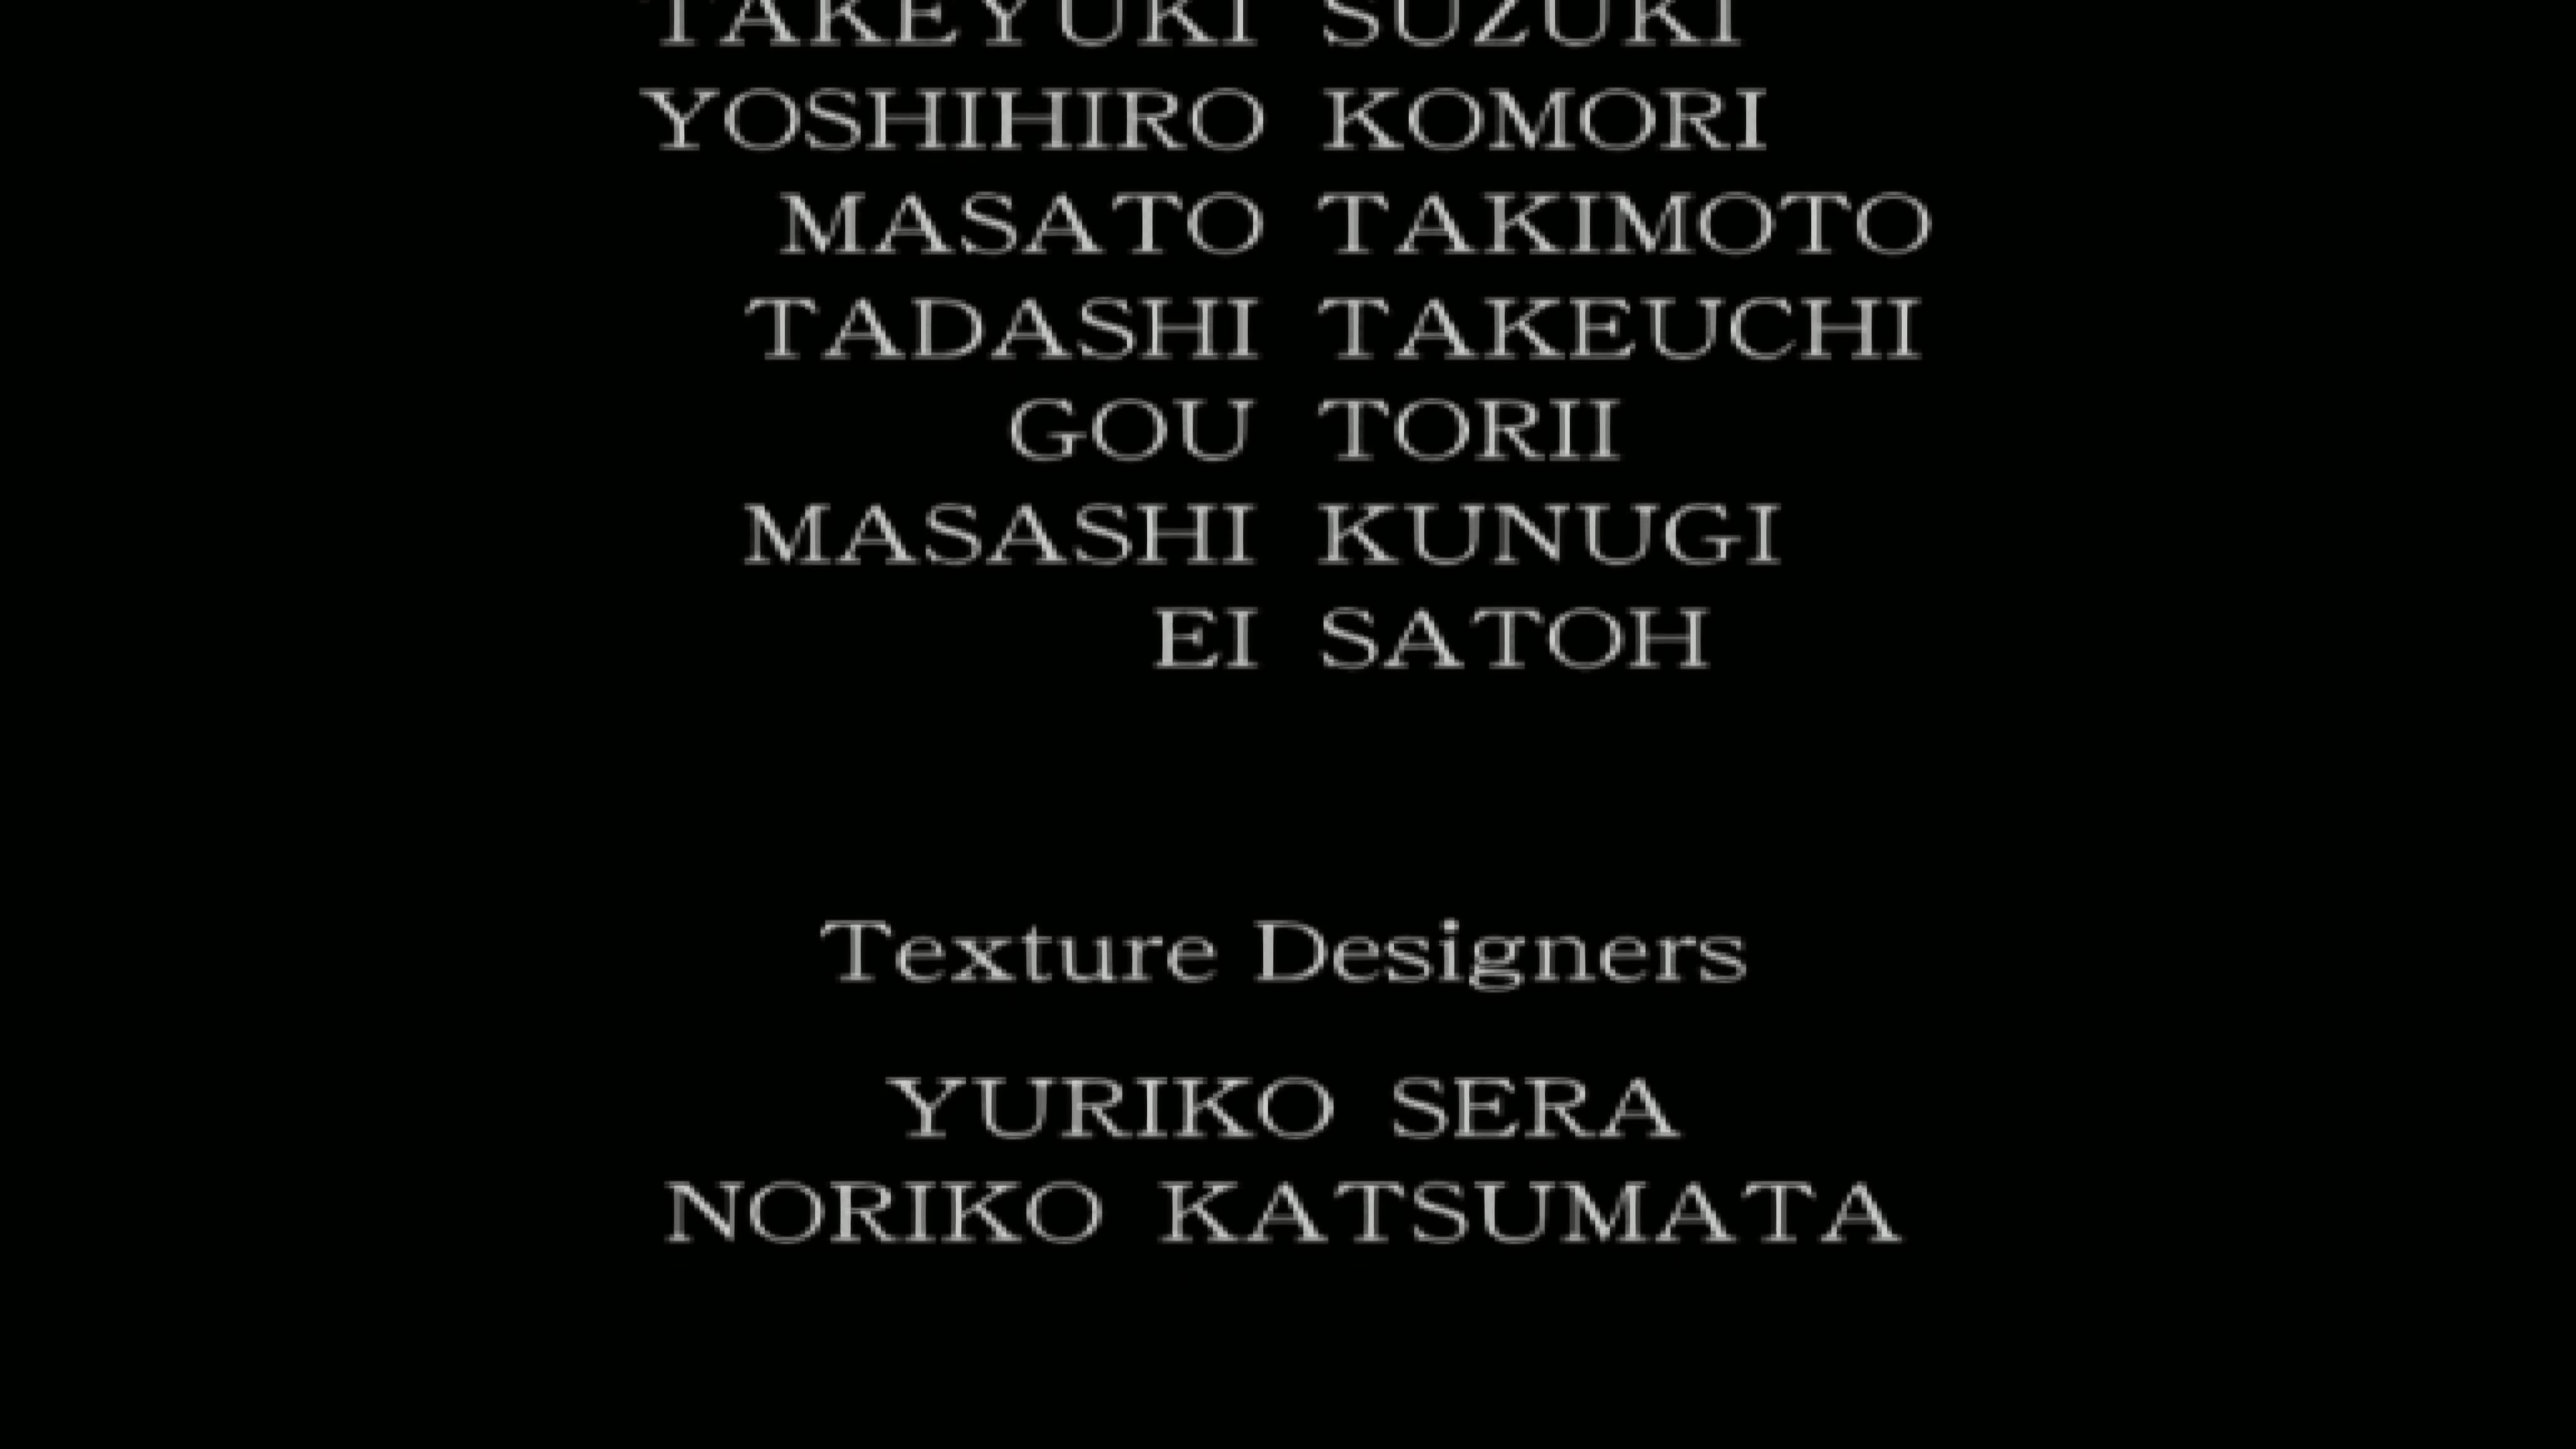 TAKEYUKI SUZUKI
YOSHIHIRO KOMORI
MASATO TAKIMOTO
TADASHI TAKEUCHI
GOU TORII
MASASHI KUNUGI
EI SATOH
Texture Designers
YURIKO SERA
NORIKO KATSUMATA